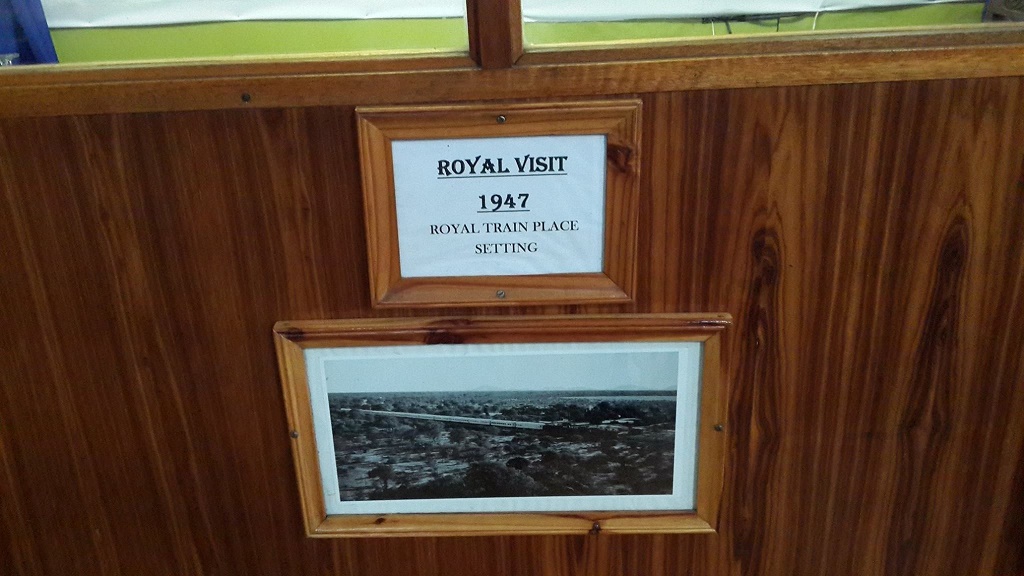 ROYAL VISIT
1947
ROYAL TRAIN PLACE
SETTING